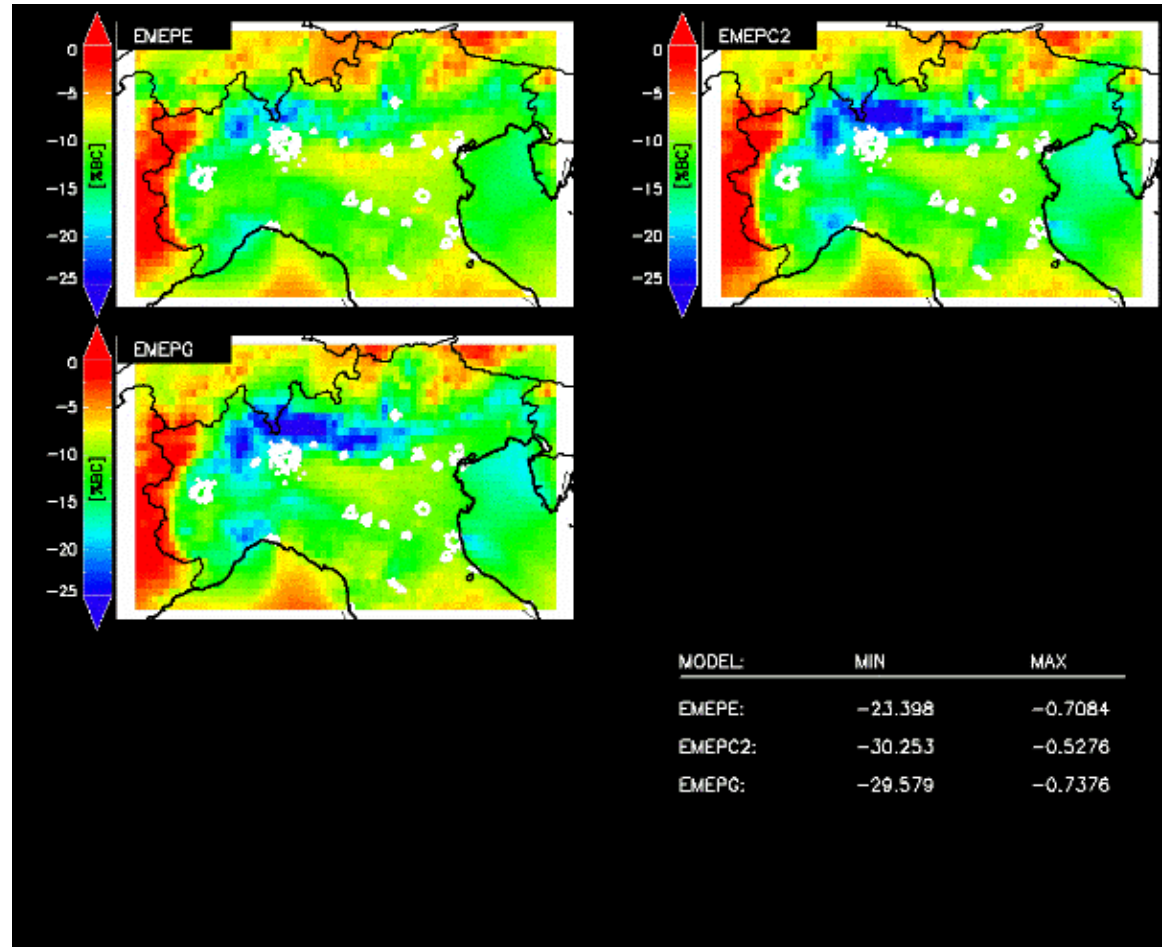 EMEPE
0
-5
-10
-15
-20
-25
[%BC]
EMEPC2
0
-5
-10
-15
-20
-25
[%BC]
EMEPG
0
-5
-10
-15
-20
-25
[%BC]
MODEL: MIN MAX
EMEPE: -23.398 -0.7084
EMEPC2: -30.253 -0.5276
EMEPG: -29.579 -0.7376